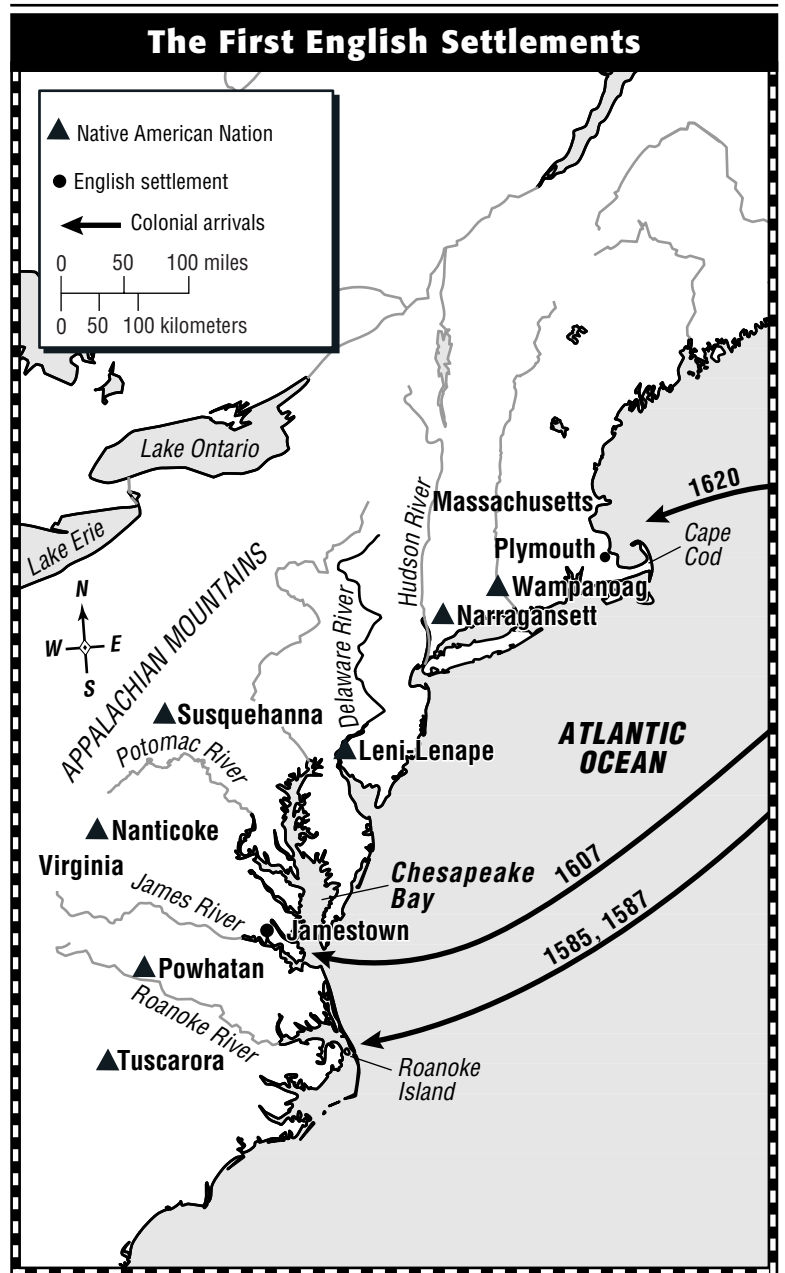 The First English Settlements
Native American Nation
English settlement
Colonial arrivals
0 50 100 miles
0 50 100 kilometers
Lake Ontario
Lake Erie
N
W E
S
APPALACHIAN MOUNTAINS
Hudson River
Massachusetts
1620
Plymouth
Cape
Cod
Wampanoag
Narragansett
Delaware River
Susquehanna
Potomac River
Leni-Lenape
ATLANTIC
OCEAN
Nanticoke
Virginia
James River
Chesapeake
Bay
1607
Jamestown
1585, 1587
Powhatan
Roanoke River
Tuscarora
Roanoke
Island